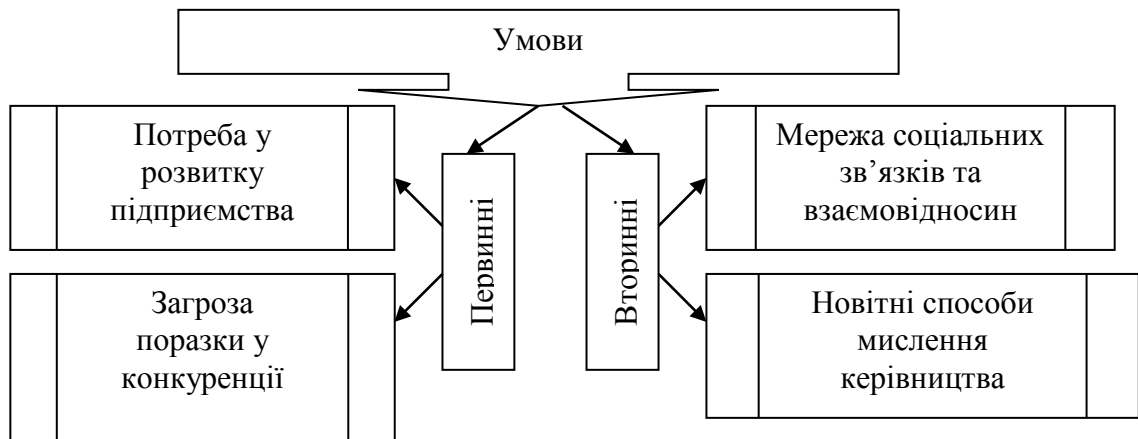 Умови
Потреба у
розвитку
підприємства
Загроза
поразки у
конкуренції
Первинні
Вторинні
Мережа соціальних
зв’язків та
взаємовідносин
Новітні способи
мислення
керівництва